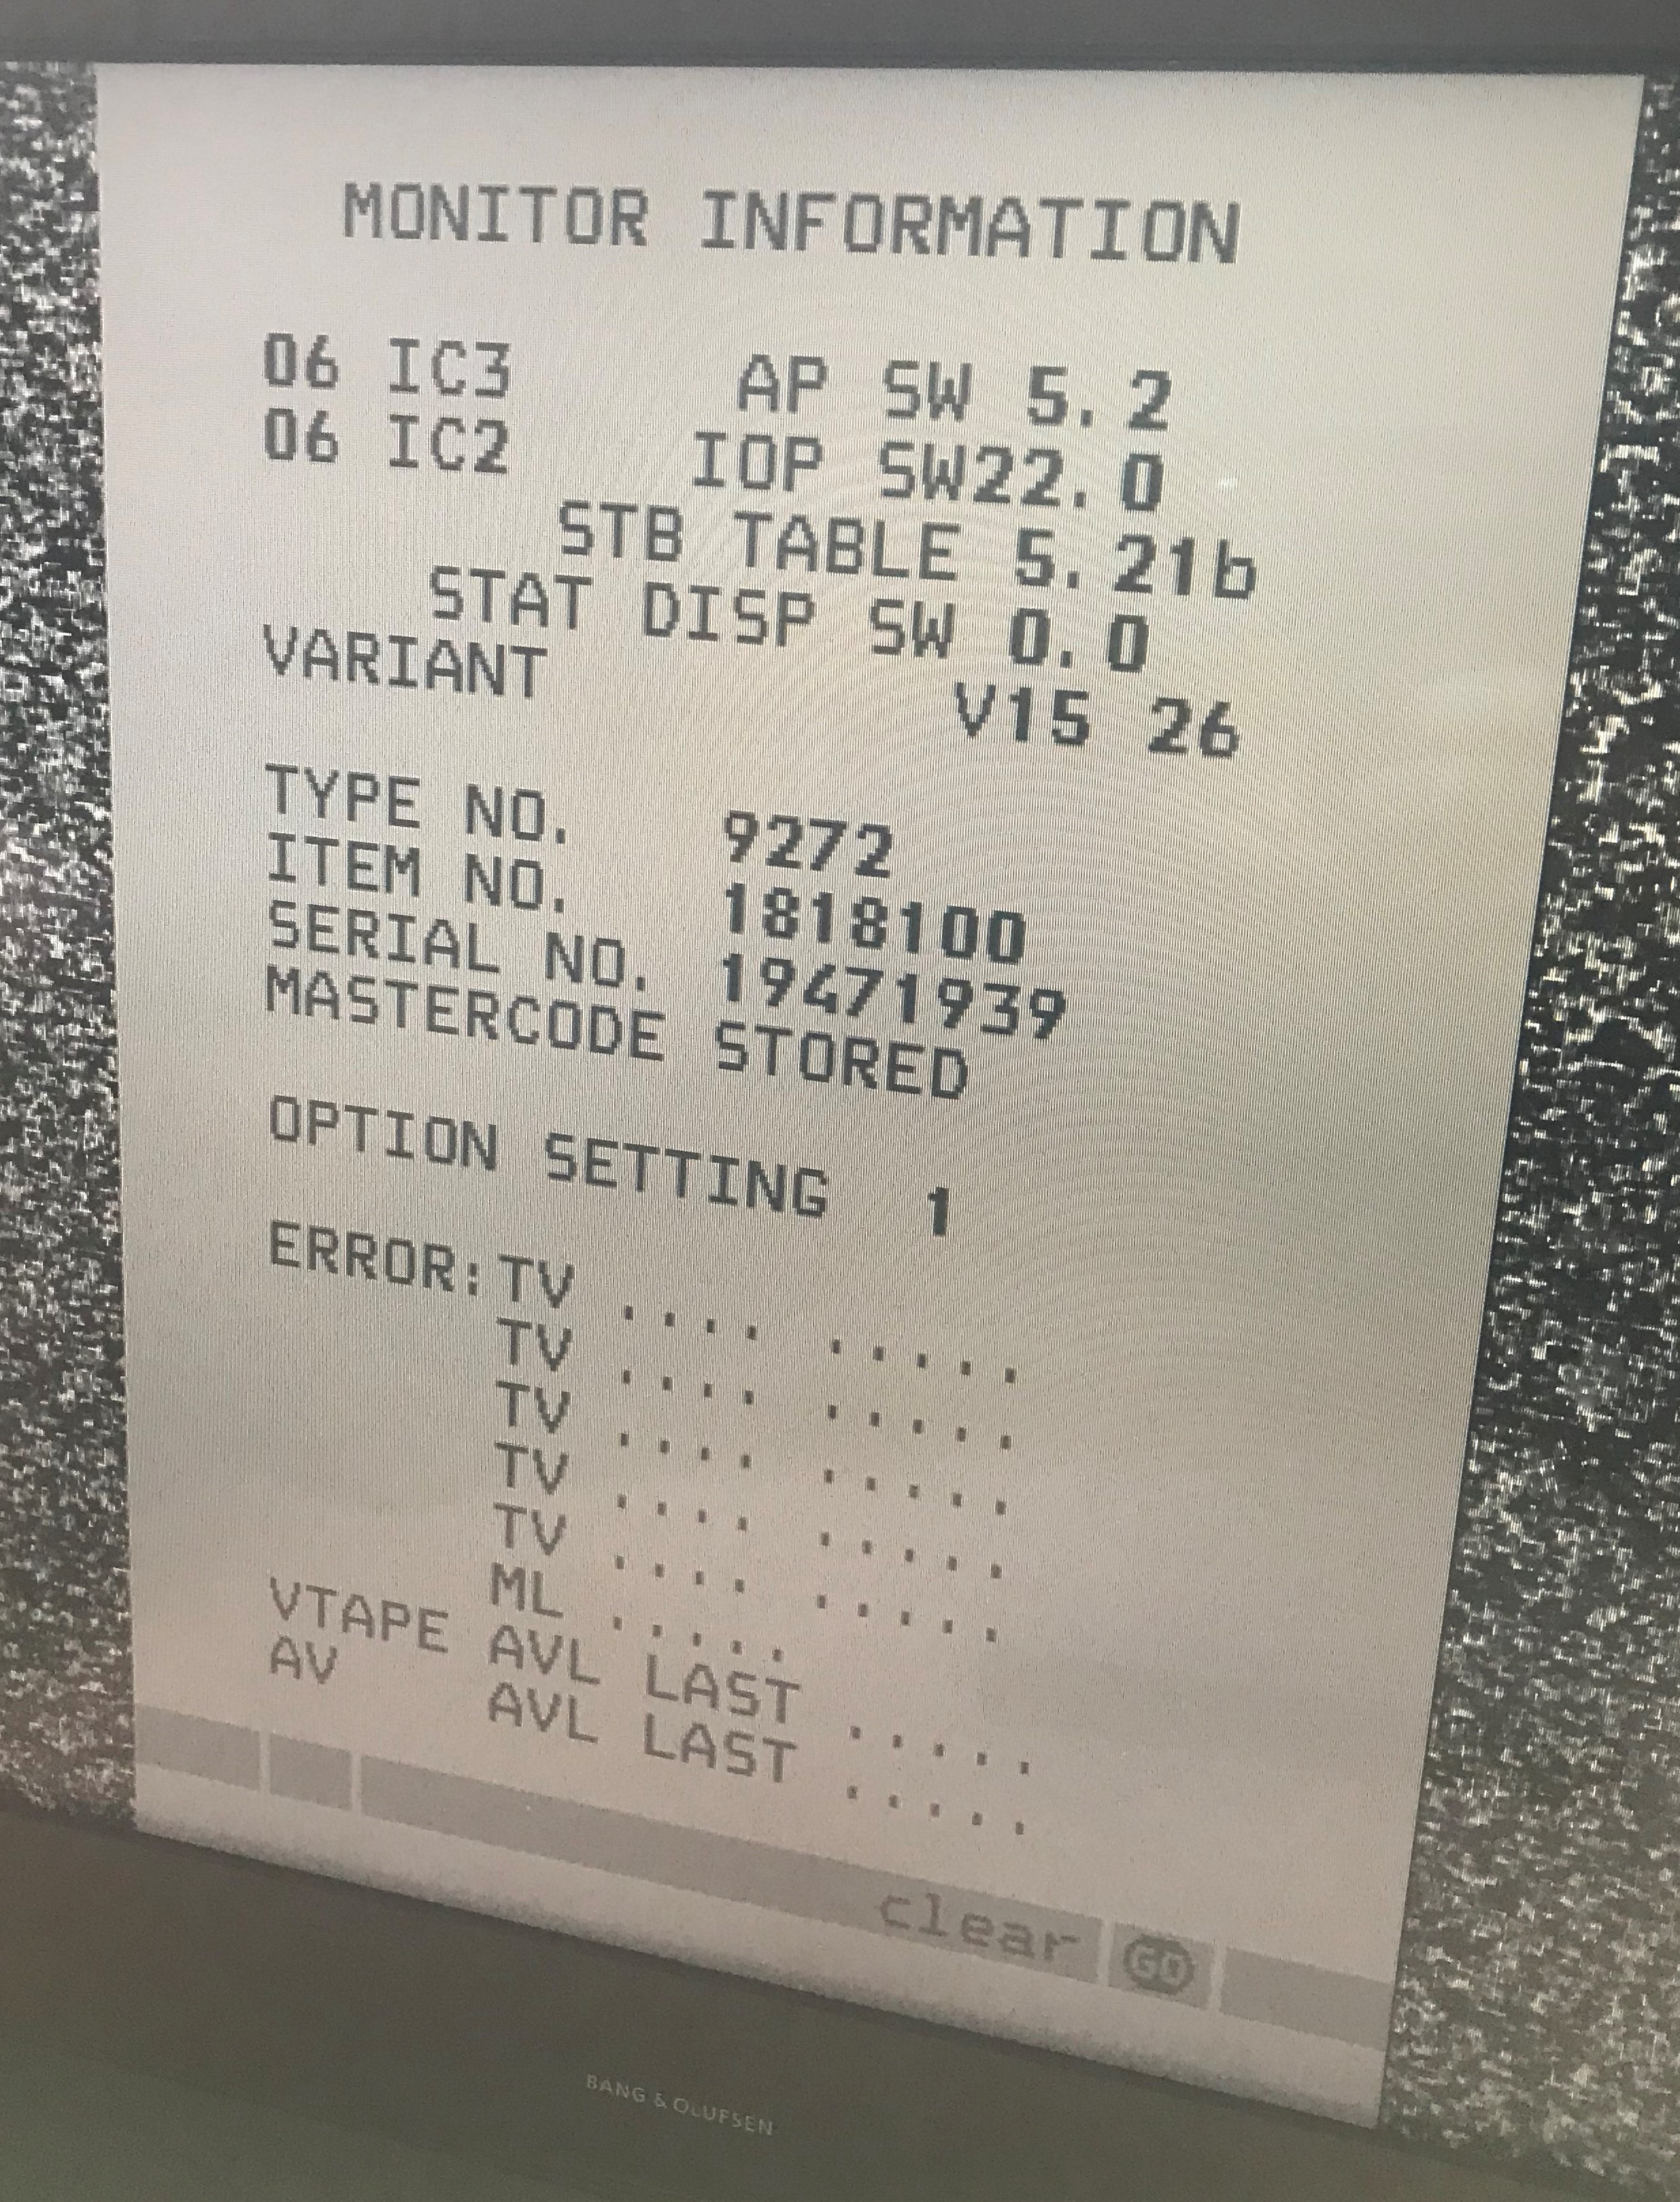 MONITOR INFORMATION
06 IC3 AP SW 5.2
06 IC2 IOP SW22.0
STB TABLE 5.21b
STAT DISP SW 0.0
VARIANT V15 26
TYPE NO. 9272
ITEM NO. 1818100
SERIAL NO. 19471939
MASTERCODE STORED
OPTION SETTING 1
ERROR:TV .... .....
TV .... .....
TV .... .....
TV .... .....
TV .... .....
ML .....
VTAPE AVL LAST .....
AV AVL LAST .....
clear GO
BANG & OLUFSEN